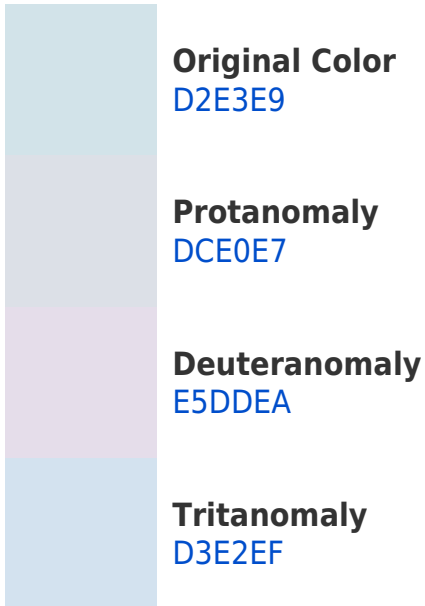 Original Color
D2E3E9
Protanomaly
DCE0E7
Deuteranomaly
E5DDEA
Tritanomaly
D3E2EF